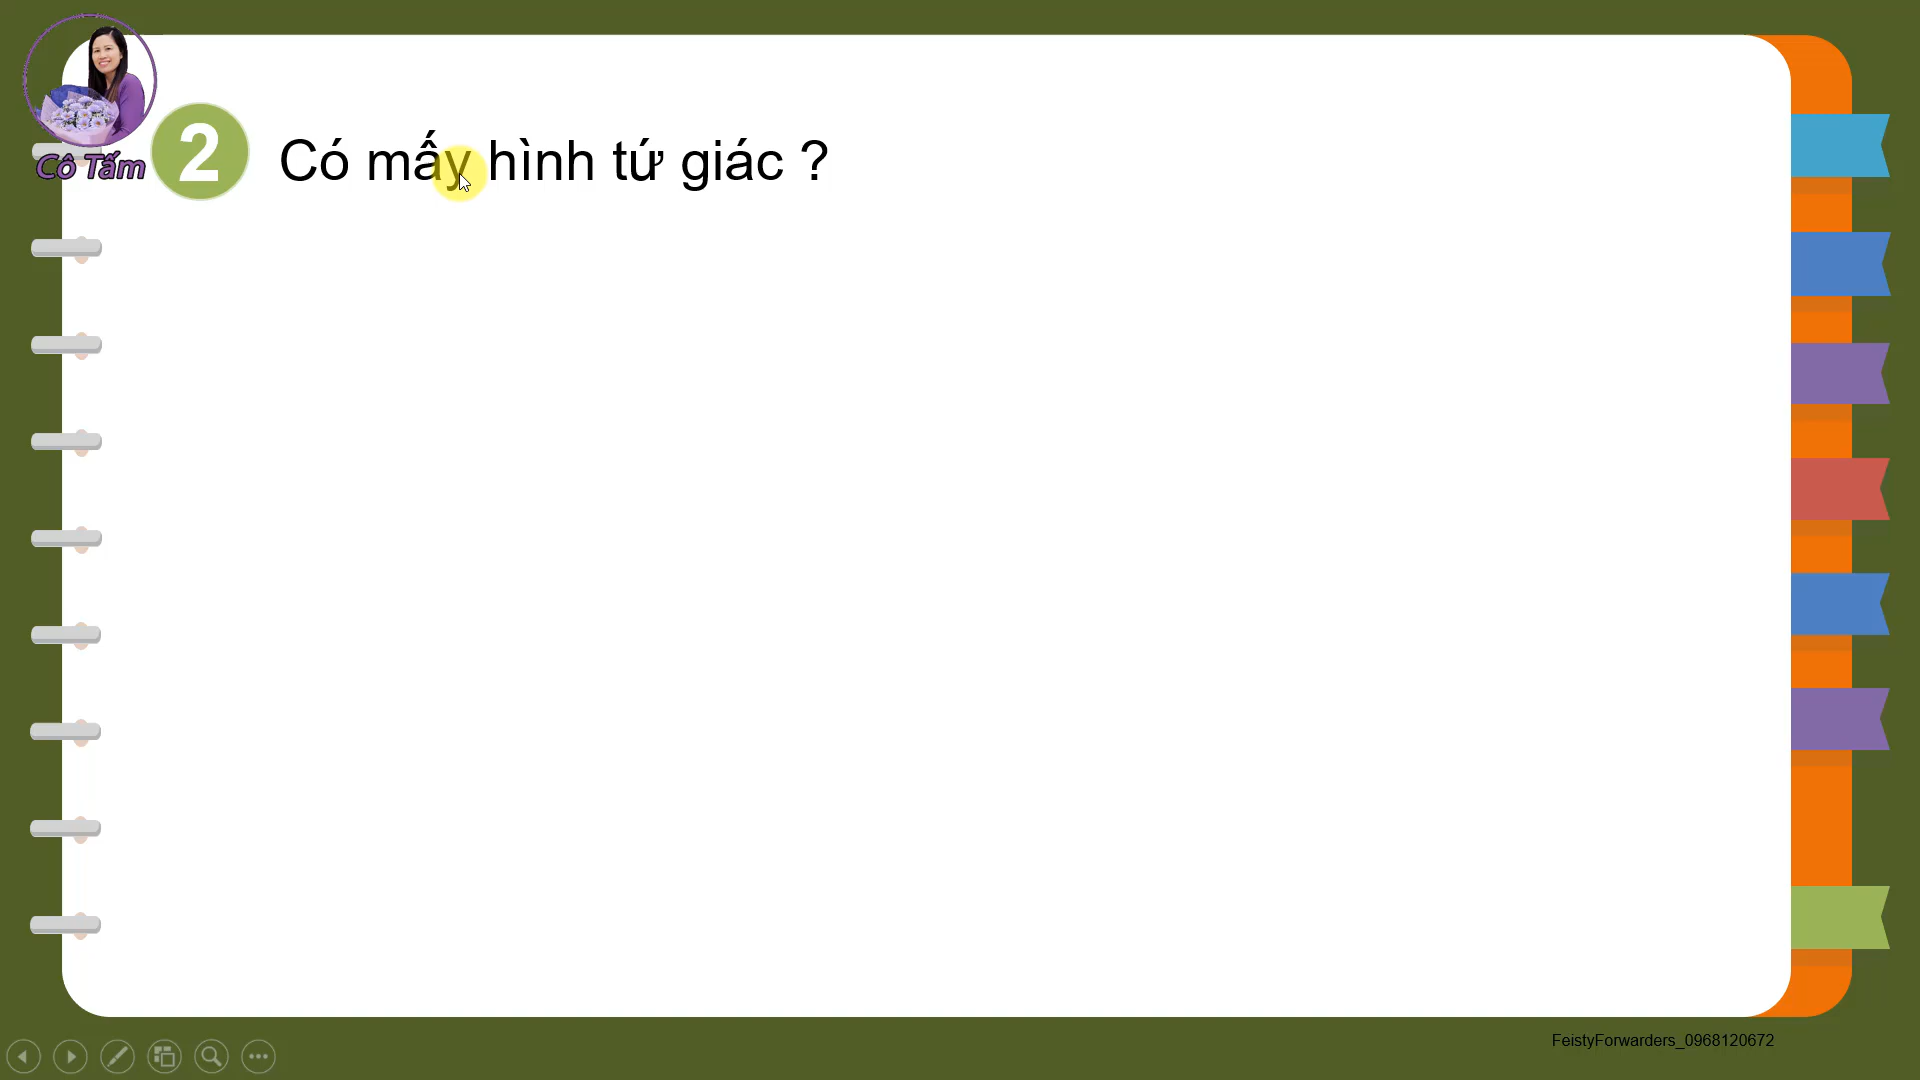 Cô Tấm
2
Có mấy hình tứ giác ?
FeistyForwarders_0968120672